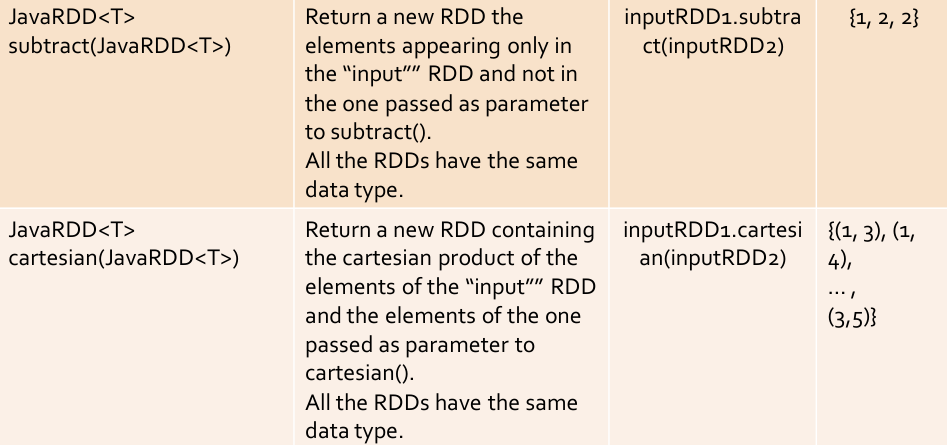 JavaRDD<T>
subtract(JavaRDD<T>)
Return a new RDD the
elements appearing only in
the “input”” RDD and not in
the one passed as parameter
to subtract().
All the RDDs have the same
data type.
inputRDD1.subtra
ct(inputRDD2)
{1, 2, 2}
JavaRDD<T>
cartesian(JavaRDD<T>)
Return a new RDD containing
the cartesian product of the
elements of the “input”” RDD
and the elements of the one
passed as parameter to
cartesian().
All the RDDs have the same
data type.
inputRDD1.cartesi
an(inputRDD2)
{(1, 3), (1,
4),
... ,
(3,5)}